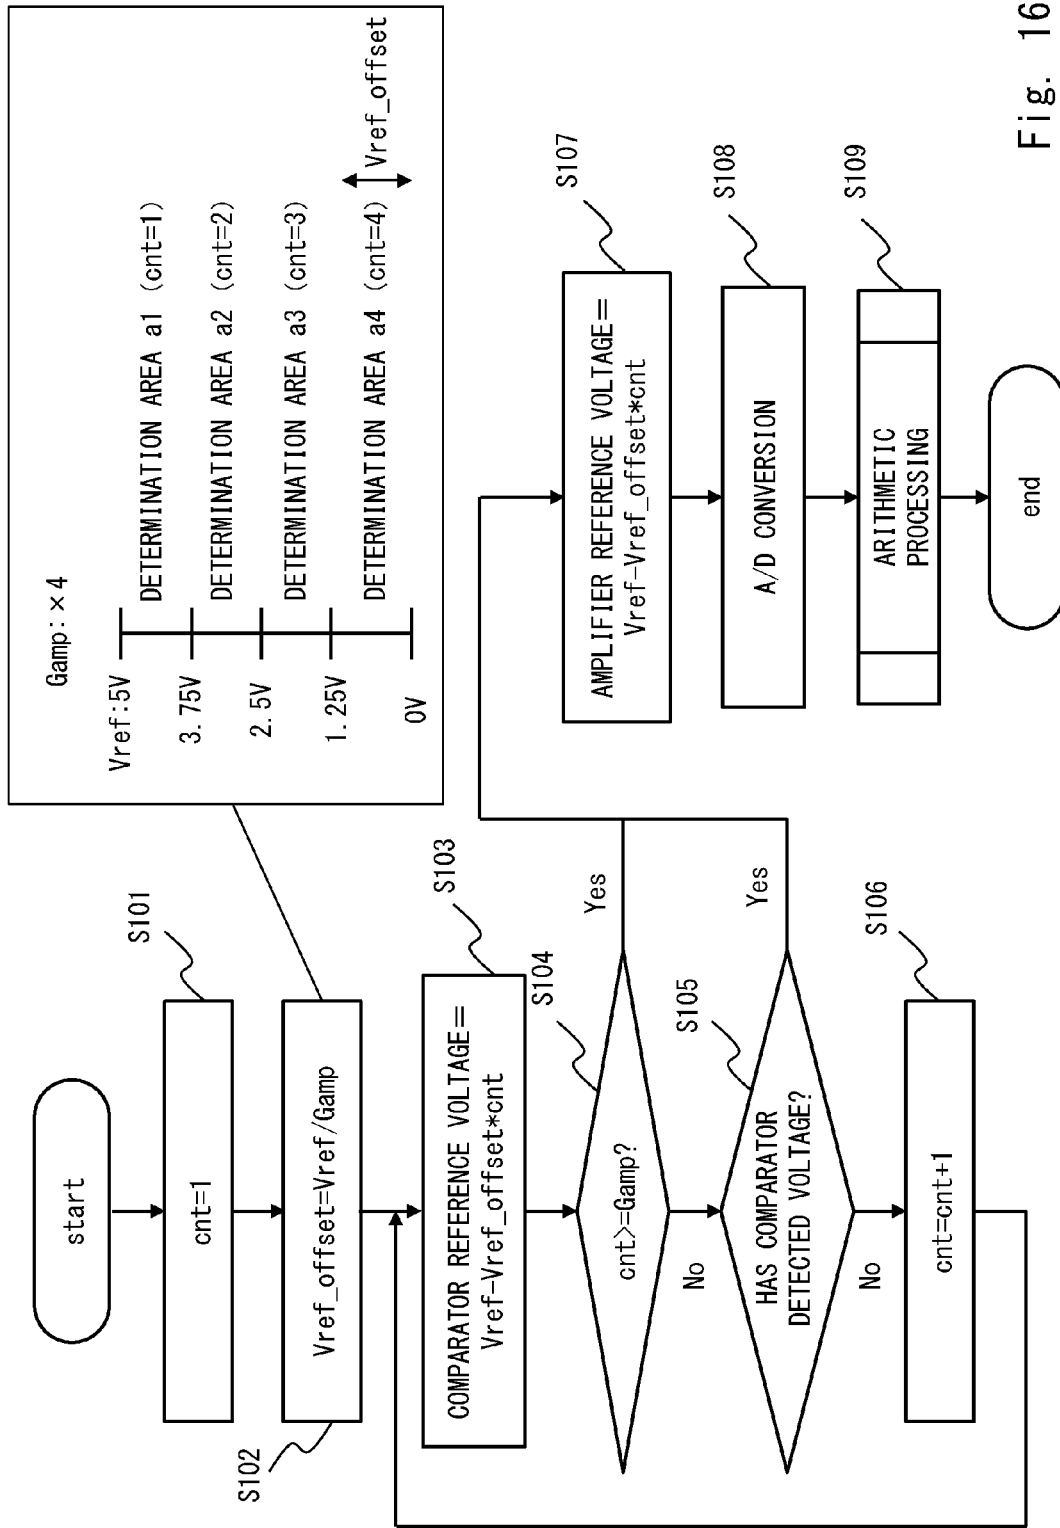 start
S101
cnt=1
S102
Vref_offset=Vref/Gamp
Gamp:×4
Vref:5V
3.75V
2.5V
1.25V
0V
DETERMINATION AREA a1 (cnt=1)
DETERMINATION AREA a2 (cnt=2)
DETERMINATION AREA a3 (cnt=3)
DETERMINATION AREA a4 (cnt=4)
Vref_offset
S103
COMPARATOR REFERENCE VOLTAGE=
Vref-Vref_offset*cnt
S104
cnt>=Gamp?
Yes
No
S105
HAS COMPARATOR
DETECTED VOLTAGE?
Yes
No
S106
cnt=cnt+1
S107
AMPLIFIER REFERENCE VOLTAGE=
Vref-Vref_offset*cnt
S108
A/D CONVERSION
S109
ARITHMETIC
PROCESSING
end
Fig. 16